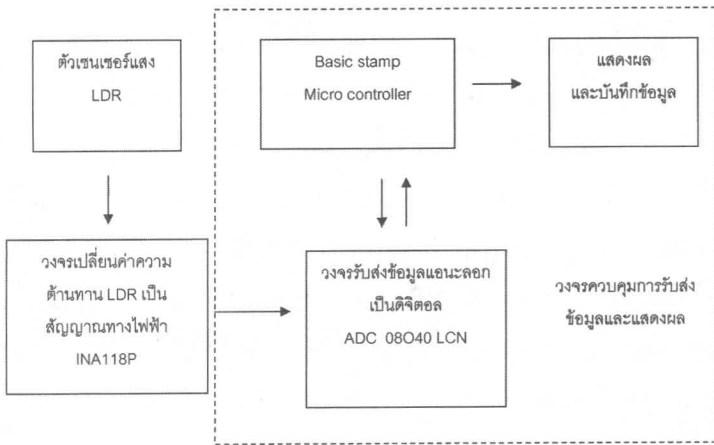 ตัวเซนเซอร์แสง
LDR
Basic stamp
Micro controller
แสดงผล
และบันทึกข้อมูล
วงจรเปลี่ยนค่าความ
ต้านทาน LDR เป็น
สัญญาณทางไฟฟ้า
INA118P
วงจรรับส่งข้อมูลแอนะลอก
เป็นดิจิตอล
ADC 08O40 LCN
วงจรควบคุมการรับส่ง
ข้อมูลและแสดงผล